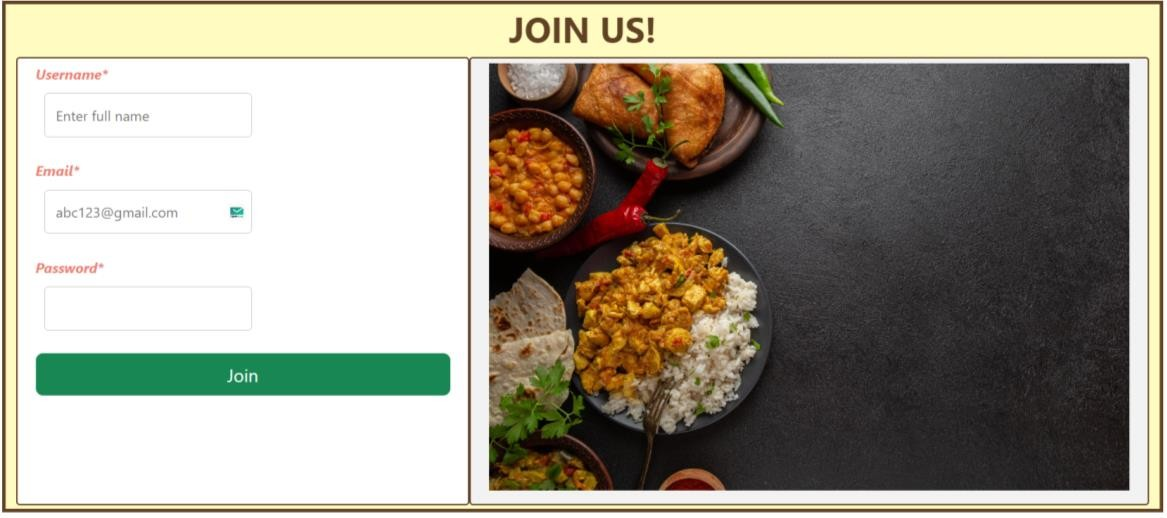 JOIN US!
Username*
Enter full name
Email*
abc123@gmail.com
Password*
Join